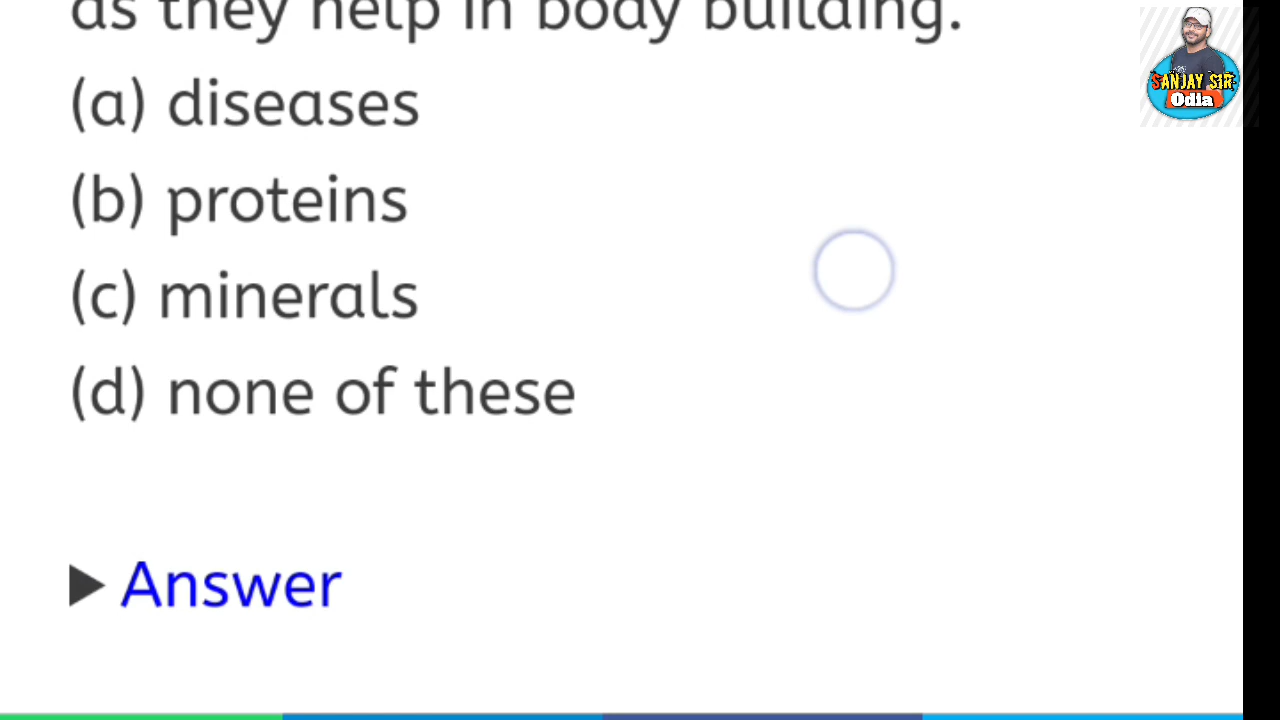 as they help in body building.
(a) diseases
(b) proteins
(c) minerals
(d) none of these
▶ Answer
SANJAY SIR
Odia